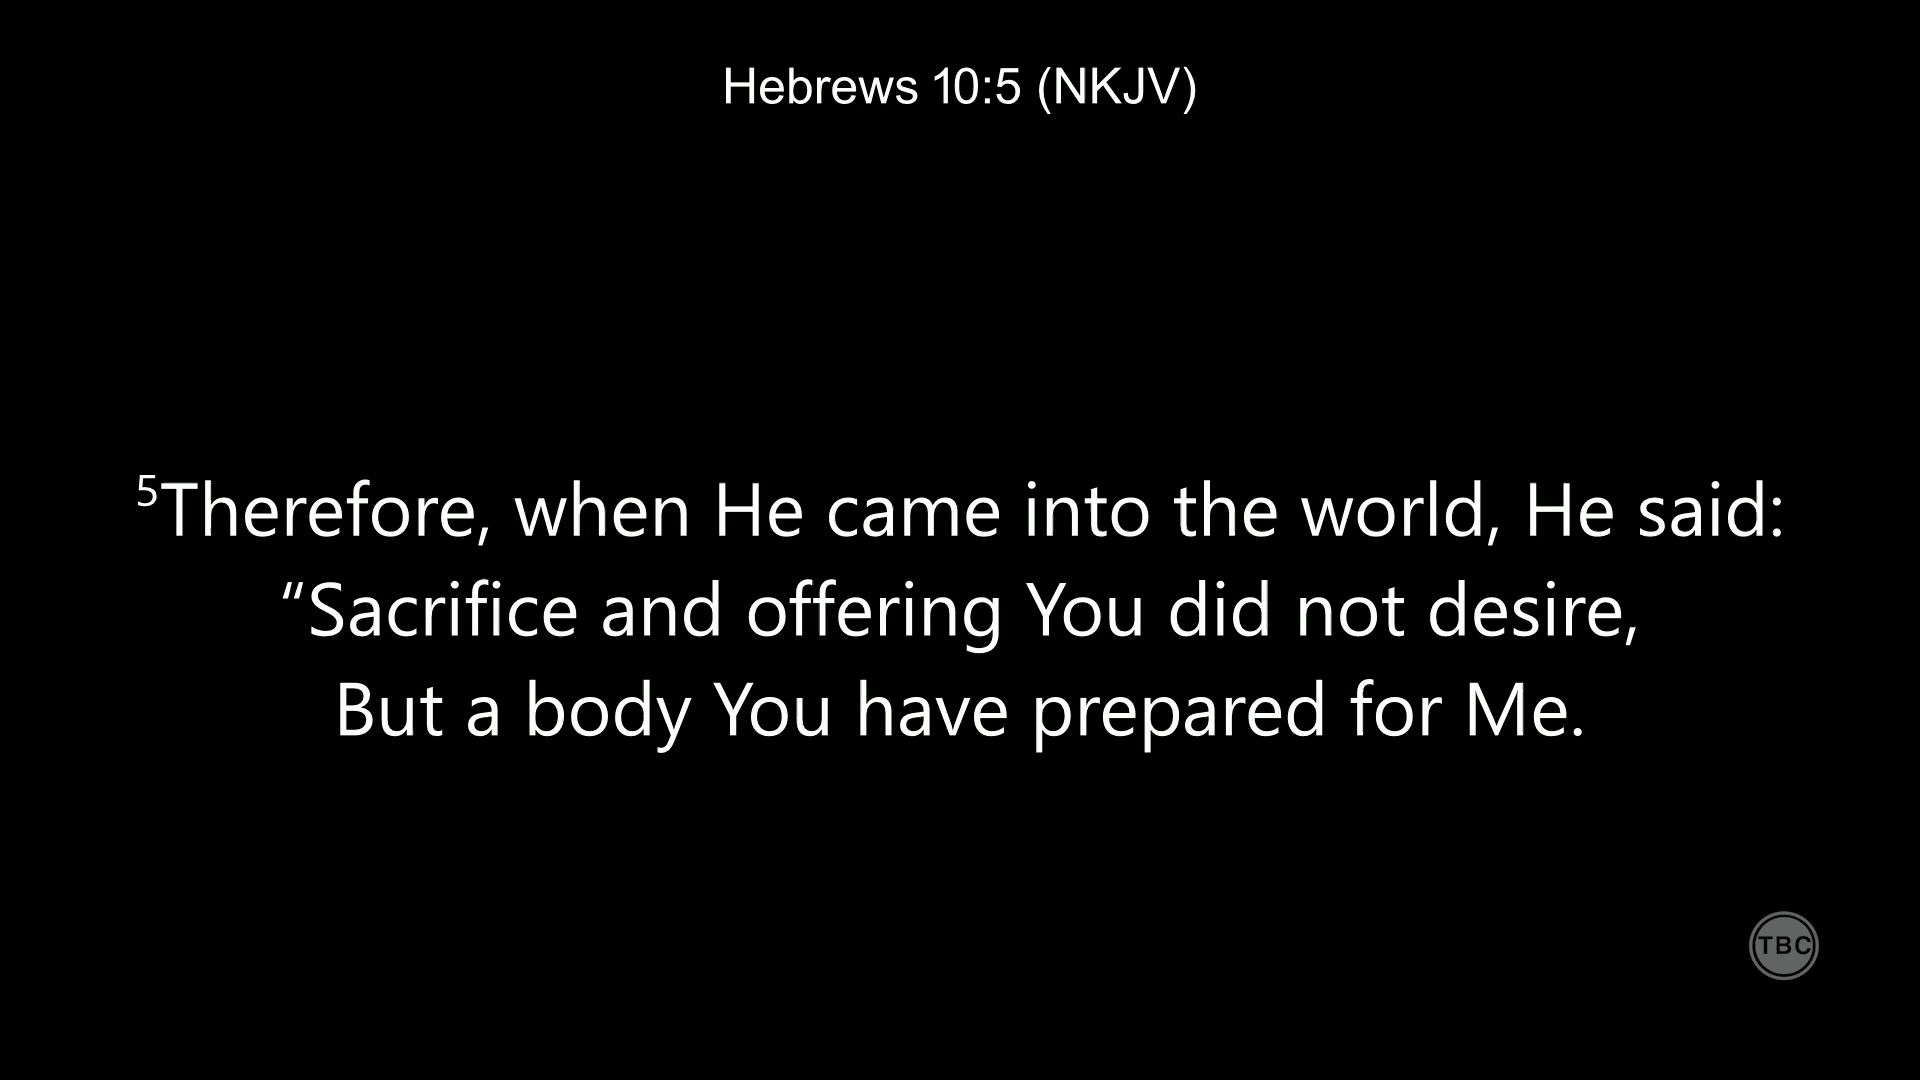 Hebrews 10:5 (NKJV)
5Therefore, when He came into the world, He said:
“Sacrifice and offering You did not desire,
But a body You have prepared for Me.
TBC